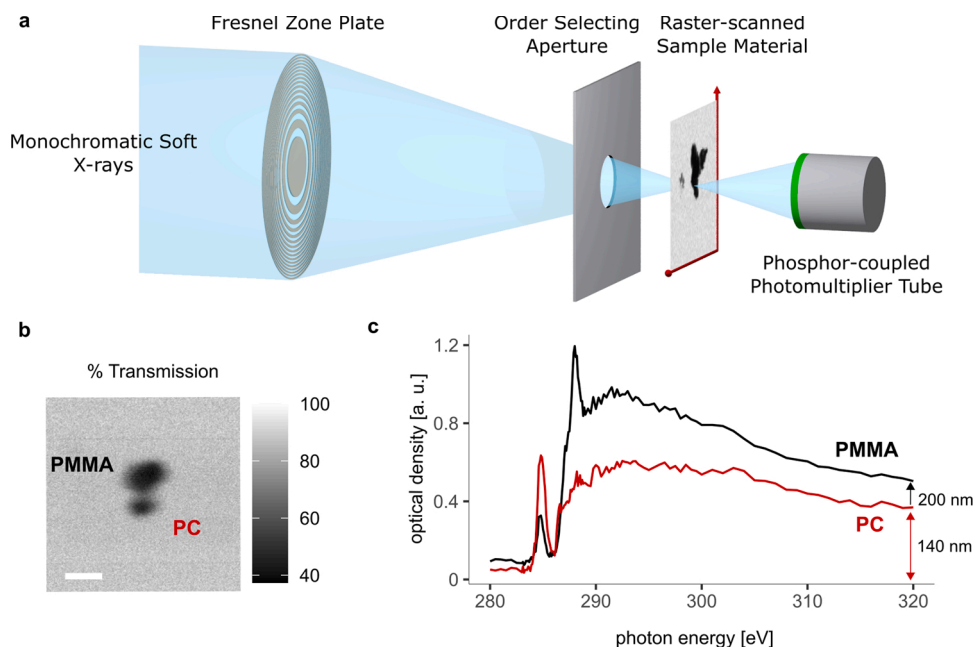 a
Fresnel Zone Plate
Order Selecting
Aperture
Raster-scanned
Sample Material
Monochromatic Soft
X-rays
Phosphor-coupled
Photomultiplier Tube
b
% Transmission
PMMA
PC
100
80
60
40
c
optical density [a. u.]
1.2
0.8
0.4
0
PMMA
PC
200 nm
140 nm
280
290
300
310
320
photon energy [eV]